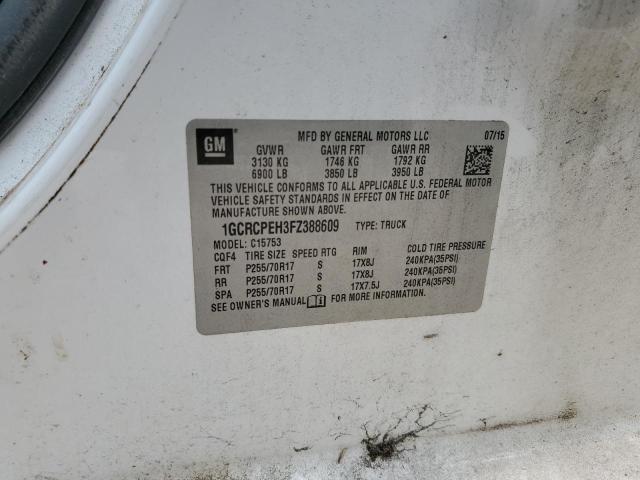 GM
MFD BY GENERAL MOTORS LLC 07/15
GVWR GAWR FRT GAWR RR
3130 KG 1746 KG 1792 KG
6900 LB 3850 LB 3950 LB
THIS VEHICLE CONFORMS TO ALL APPLICABLE U.S. FEDERAL MOTOR
VEHICLE SAFETY STANDARDS IN EFFECT ON THE DATE OF
MANUFACTURE SHOWN ABOVE.
1GCRCPEH3FZ388609 TYPE: TRUCK
MODEL: C15753
CQF4 TIRE SIZE SPEED RTG RIM COLD TIRE PRESSURE
FRT P255/70R17 S 17X8J 240KPA(35PSI)
RR P255/70R17 S 17X8J 240KPA(35PSI)
SPA P255/70R17 S 17X7.5J 240KPA(35PSI)
SEE OWNER'S MANUAL FOR MORE INFORMATION.